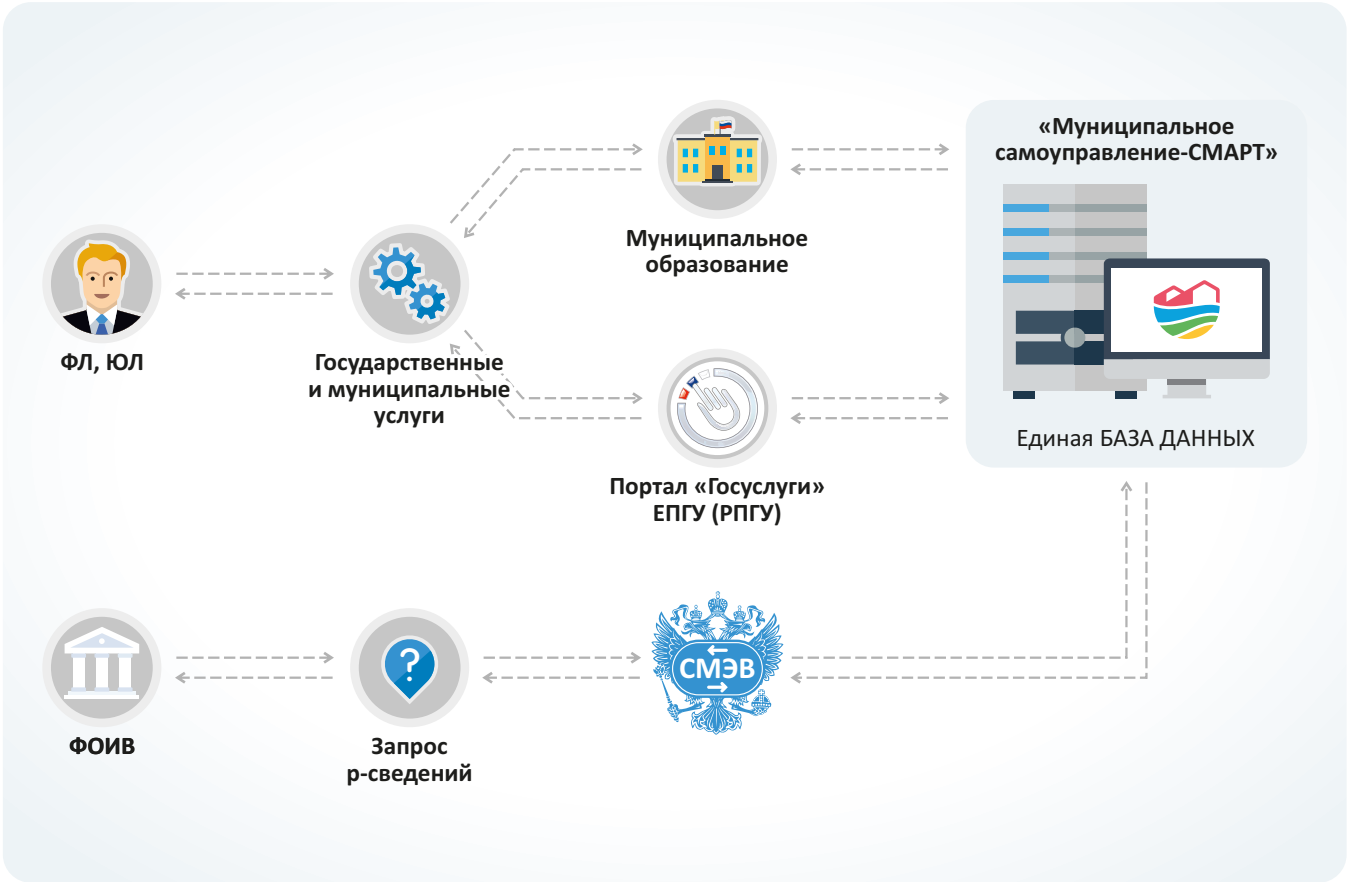 «Муниципальное
самоуправление-СМАРТ»
Муниципальное
образование
ФЛ, ЮЛ
Государственные
и муниципальные
услуги
Единая БАЗА ДАННЫХ
Портал «Госуслуги»
ЕПГУ (РПГУ)
СМЭВ
ФОИВ
Запрос
р-сведений